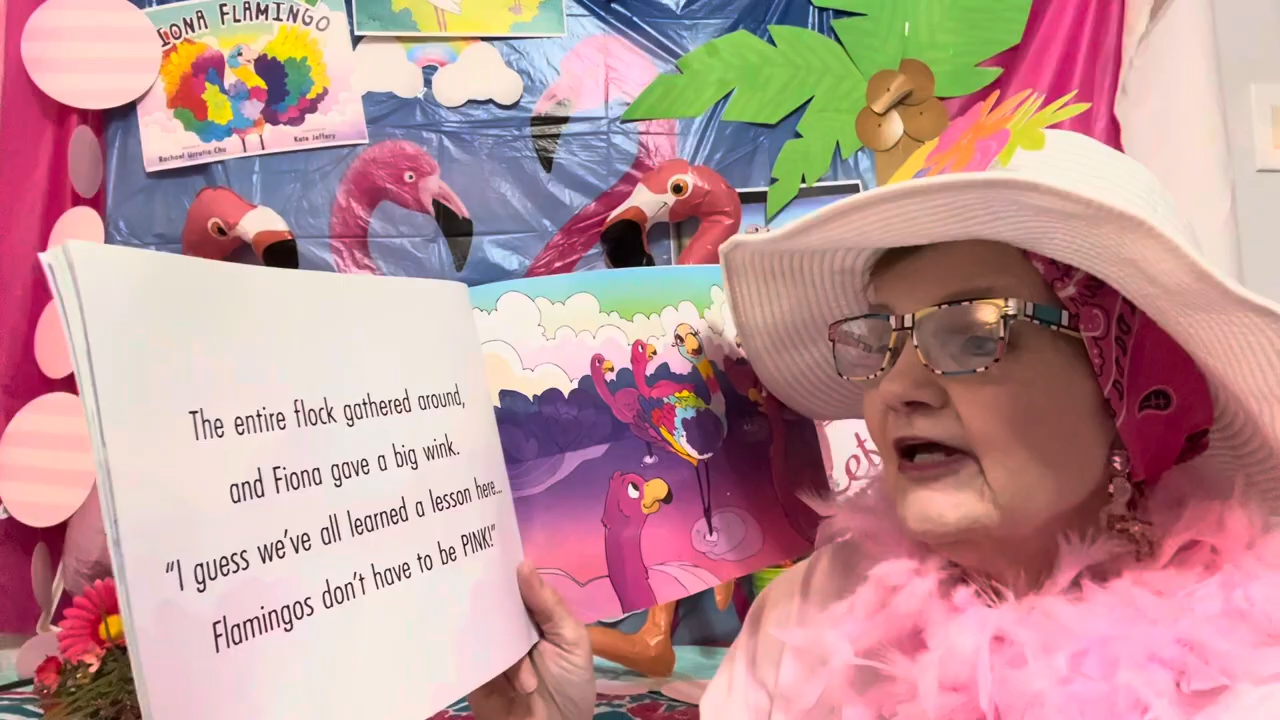 IONA FLAMINGO
Rachael Urrutia Chu
Kate Jeffery
The entire flock gathered around,
and Fiona gave a big wink.
"I guess we've all learned a lesson here...
Flamingos don't have to be PINK!"